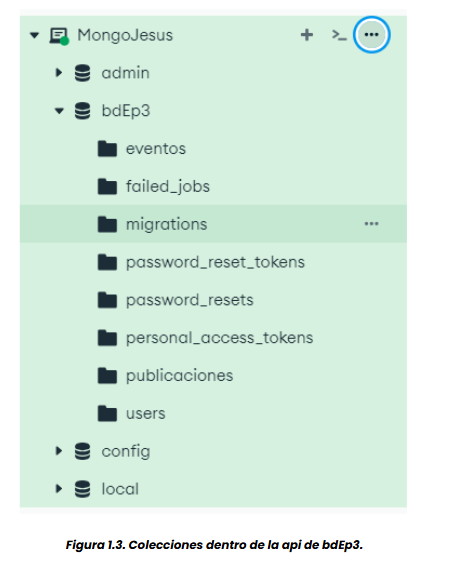 MongoJesus
admin
bdEp3
eventos
failed_jobs
migrations
password_reset_tokens
password_resets
personal_access_tokens
publicaciones
users
config
local
Figura 1.3. Colecciones dentro de la api de bdEp3.